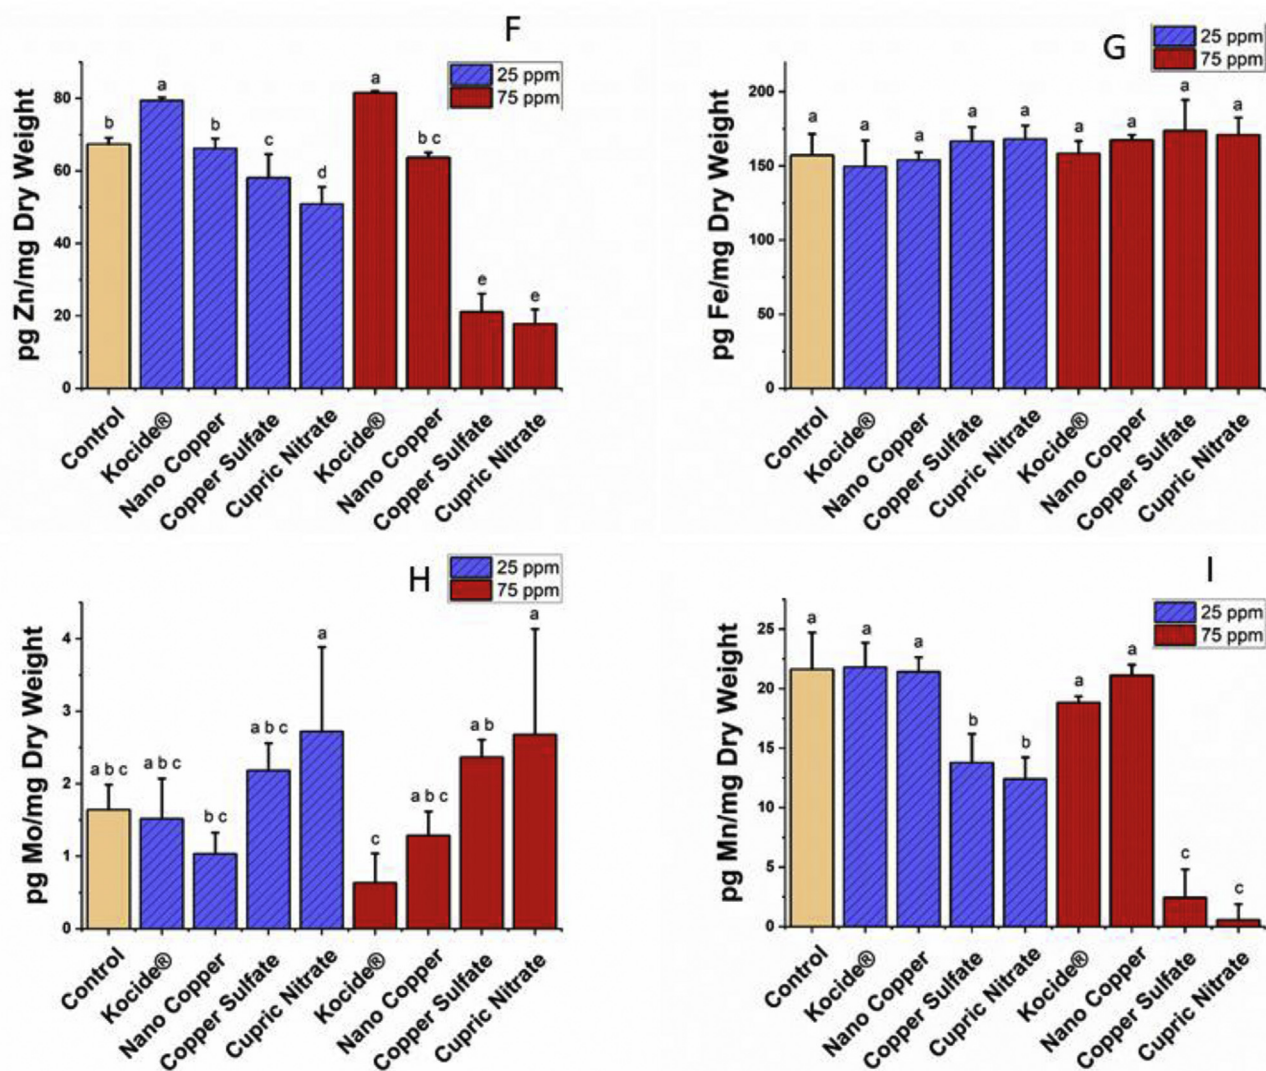 F
25 ppm
75 ppm
pg Zn/mg Dry Weight
80
60
40
20
0
b
a
b
c
d
a
b c
e
e
Control
Kocide®
Nano Copper
Copper Sulfate
Cupric Nitrate
Kocide®
Nano Copper
Copper Sulfate
Cupric Nitrate
G
25 ppm
75 ppm
pg Fe/mg Dry Weight
200
150
100
50
0
a
a
a
a
a
a
a
a
a
Control
Kocide®
Nano Copper
Copper Sulfate
Cupric Nitrate
Kocide®
Nano Copper
Copper Sulfate
Cupric Nitrate
H
25 ppm
75 ppm
pg Mo/mg Dry Weight
4
3
2
1
0
a b c
a b c
b c
a b c
a
c
a b c
a b
a
Control
Kocide®
Nano Copper
Copper Sulfate
Cupric Nitrate
Kocide®
Nano Copper
Copper Sulfate
Cupric Nitrate
I
25 ppm
75 ppm
pg Mn/mg Dry Weight
25
20
15
10
5
0
a
a
a
b
b
a
a
c
c
Control
Kocide®
Nano Copper
Copper Sulfate
Cupric Nitrate
Kocide®
Nano Copper
Copper Sulfate
Cupric Nitrate